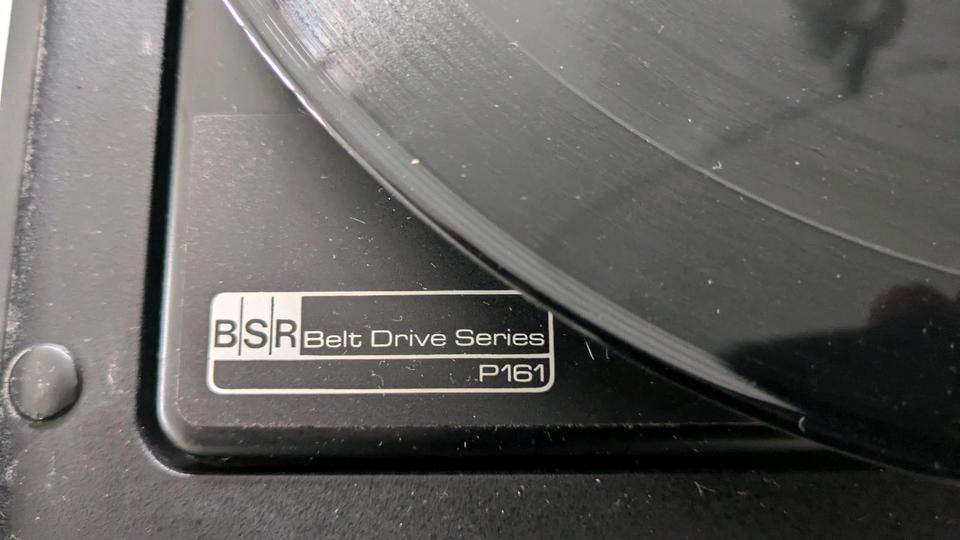 BSR Belt Drive Series
P161